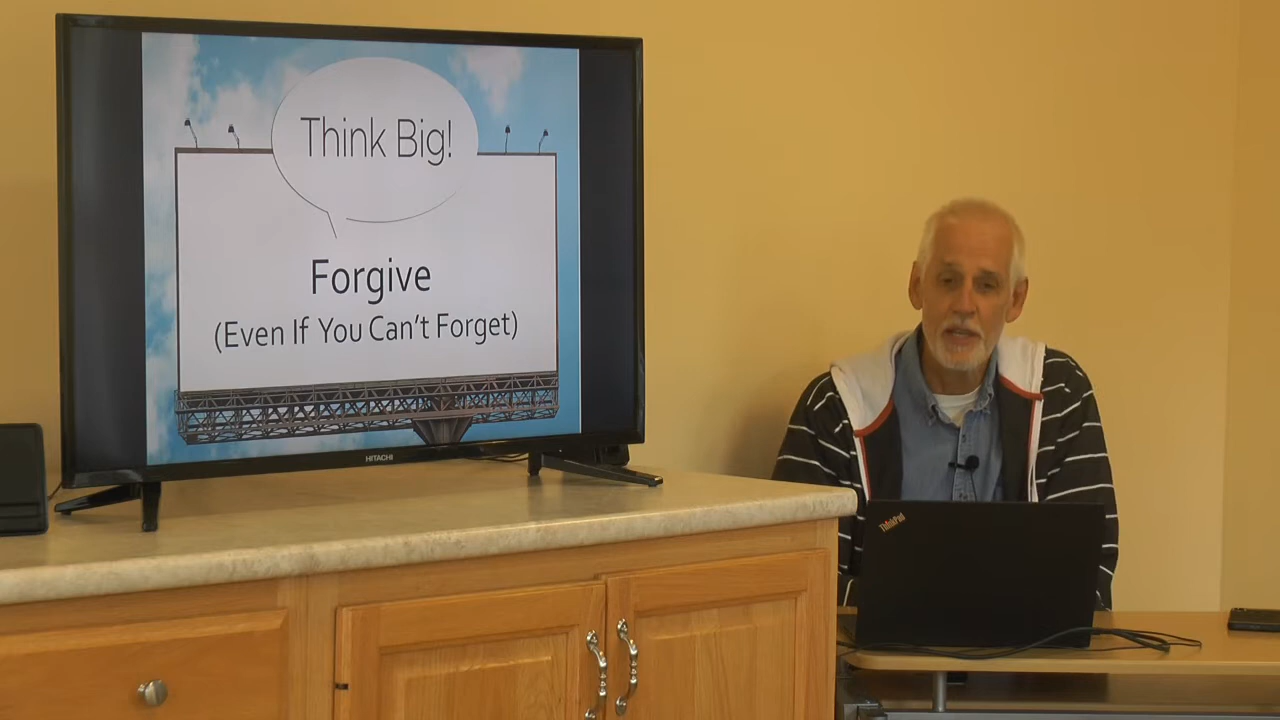 Think Big!
Forgive
(Even If You Can't Forget)
HITACHI
ThinkPad